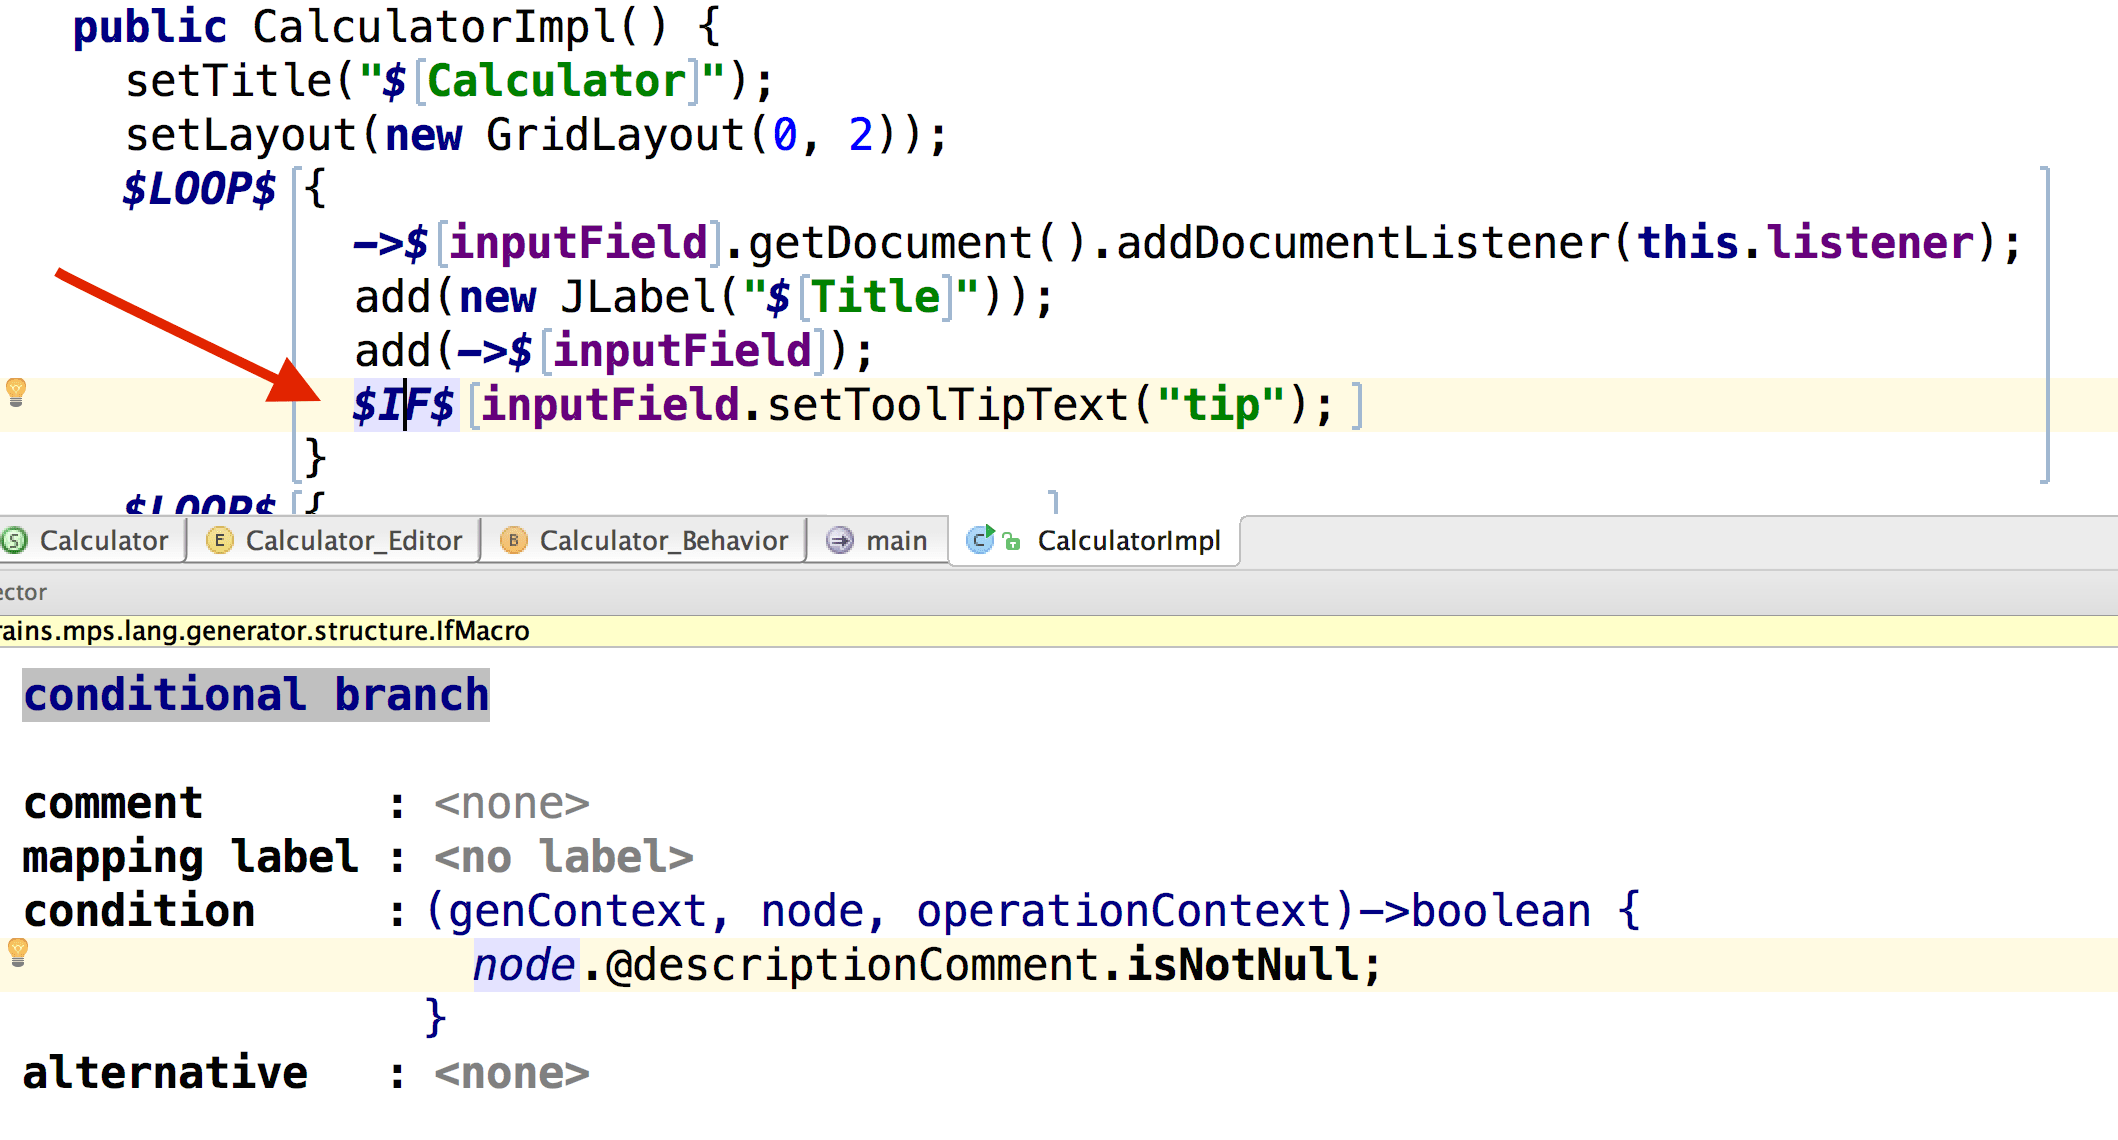 public CalculatorImpl() {
setTitle("$[Calculator]");
setLayout(new GridLayout(0, 2));
$LOOP$ [{
->$[inputField].getDocument().addDocumentListener(this.listener);
add(new JLabel("$[Title]"));
add(->$[inputField]);
$IF$[inputField.setToolTipText("tip"); ]
}
$LOOP$ [{ ]
Calculator Calculator_Editor Calculator_Behavior main CalculatorImpl
ector
rains.mps.lang.generator.structure.IfMacro
conditional branch
comment : <none>
mapping label : <no label>
condition : (genContext, node, operationContext)->boolean {
node.@descriptionComment.isNotNull;
}
alternative : <none>